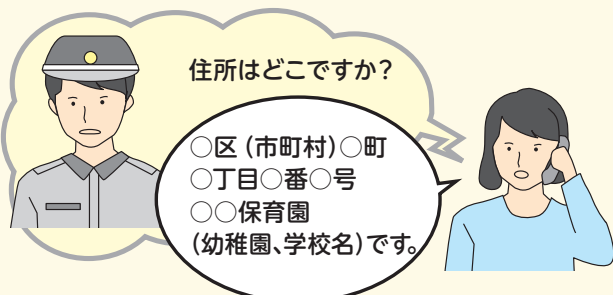 住所はどこですか？
○区（市町村）○町
○丁目○番○号
○○保育園
（幼稚園、学校名）です。